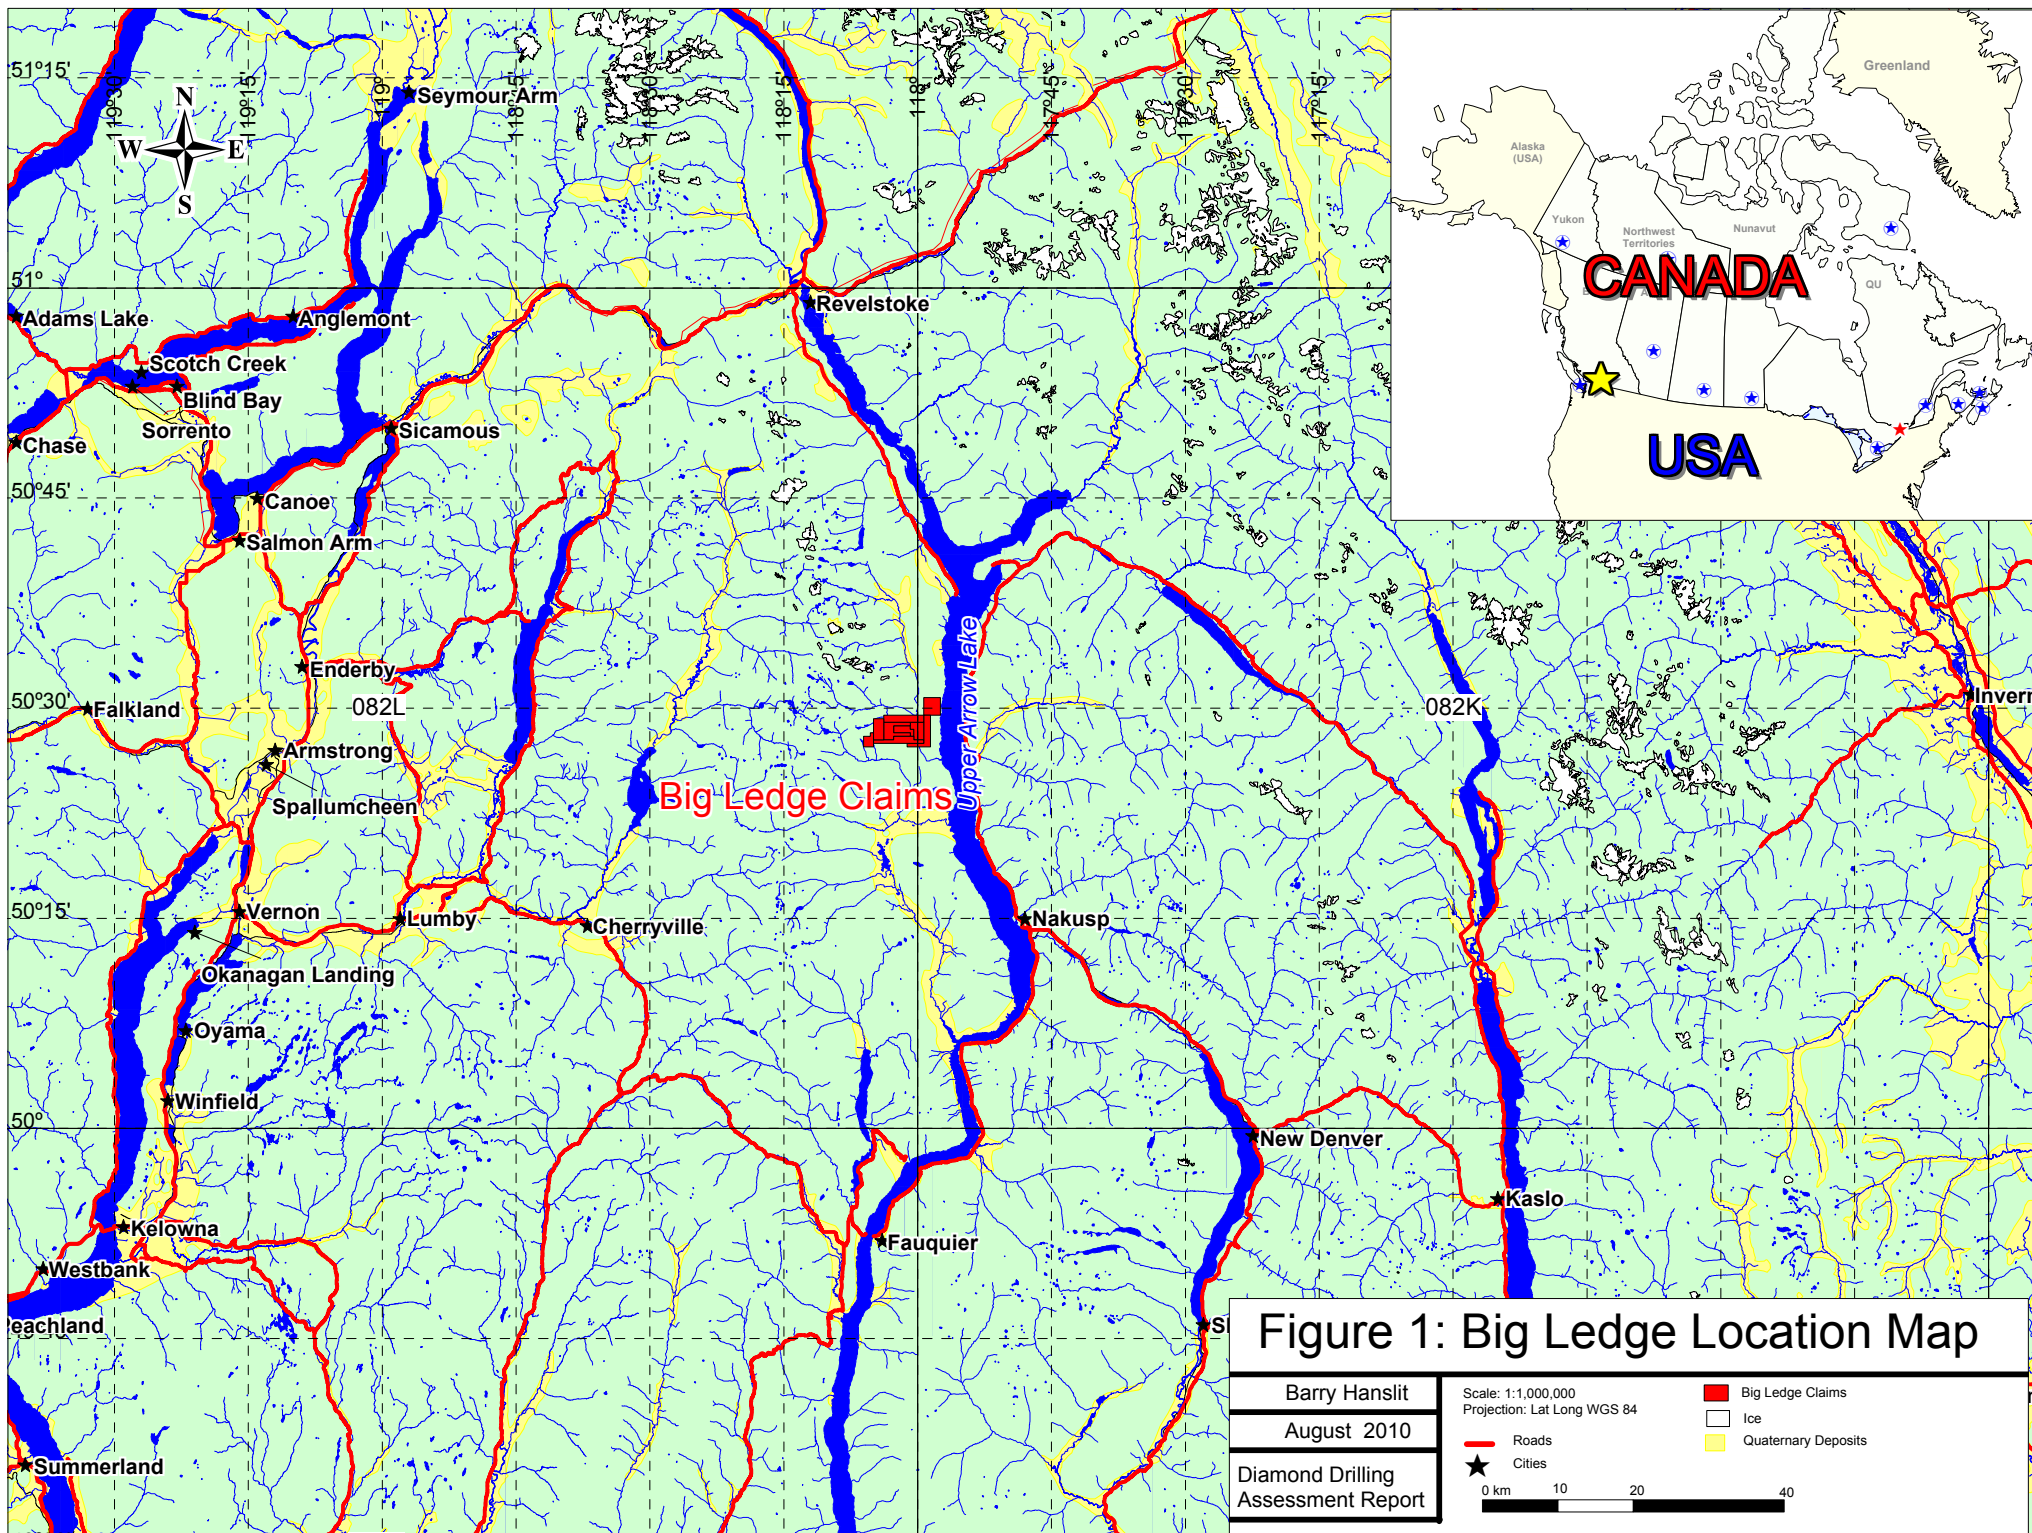 51°15'
119°30'
119°15'
119°
118°30'
118°15'
118°
117°45'
117°30'
117°15'
N
W
E
S
Seymour Arm
51°
Revelstoke
Adams Lake
Anglemont
Scotch Creek
Blind Bay
Sorrento
Chase
Sicamous
50°45'
Canoe
Salmon Arm
Enderby
Upper Arrow Lake
50°30'
Falkland
082L
082K
Inverm
Armstrong
Spallumcheen
Big Ledge Claims
50°15'
Vernon
Lumby
Cherryville
Nakusp
Okanagan Landing
Oyama
Winfield
50°
New Denver
Kaslo
Kelowna
Fauquier
Westbank
Peachland
Sl
Summerland
Greenland
Alaska
(USA)
Yukon
Northwest
Territories
Nunavut
QU
CANADA
USA
Figure 1: Big Ledge Location Map
Barry Hanslit
August 2010
Diamond Drilling
Assessment Report
Scale: 1:1,000,000
Projection: Lat Long WGS 84
Roads
Cities
Big Ledge Claims
Ice
Quaternary Deposits
0 km 10 20 40